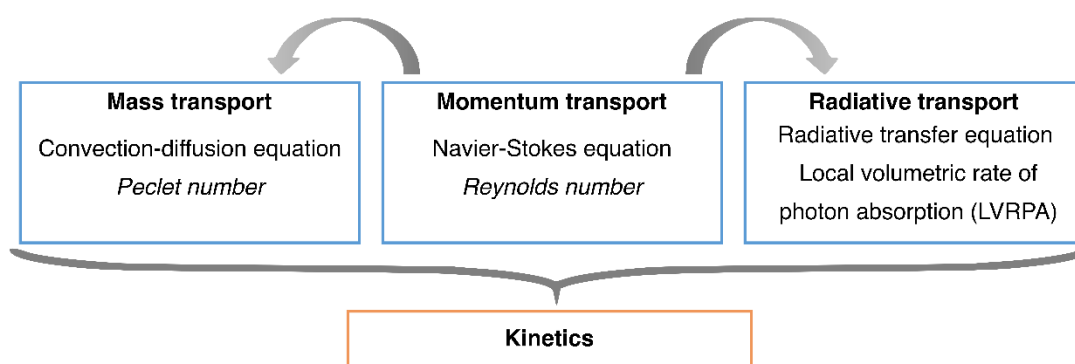 Mass transport
Convection-diffusion equation
Peclet number
Momentum transport
Navier-Stokes equation
Reynolds number
Radiative transport
Radiative transfer equation
Local volumetric rate of
photon absorption (LVRPA)
Kinetics